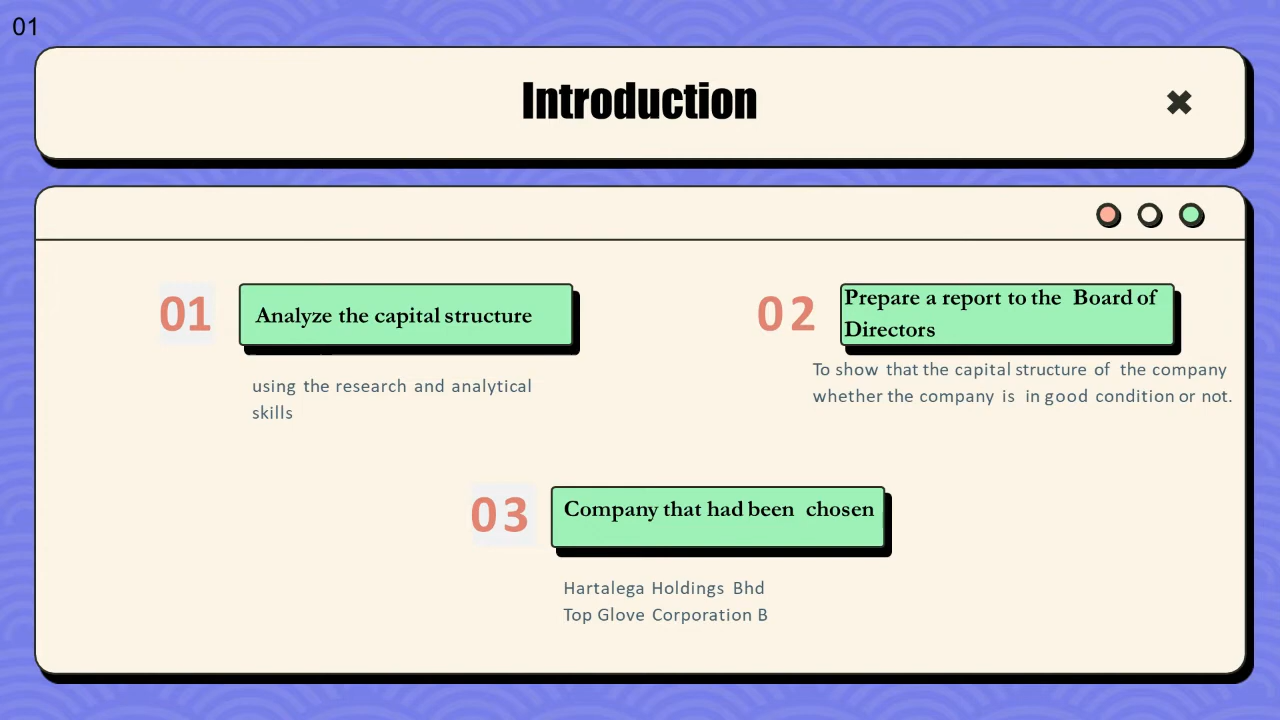 01
Introduction
01
Analyze the capital structure
using the research and analytical
skills
02
Prepare a report to the Board of
Directors
To show that the capital structure of the company
whether the company is in good condition or not.
03
Company that had been chosen
Hartalega Holdings Bhd
Top Glove Corporation B